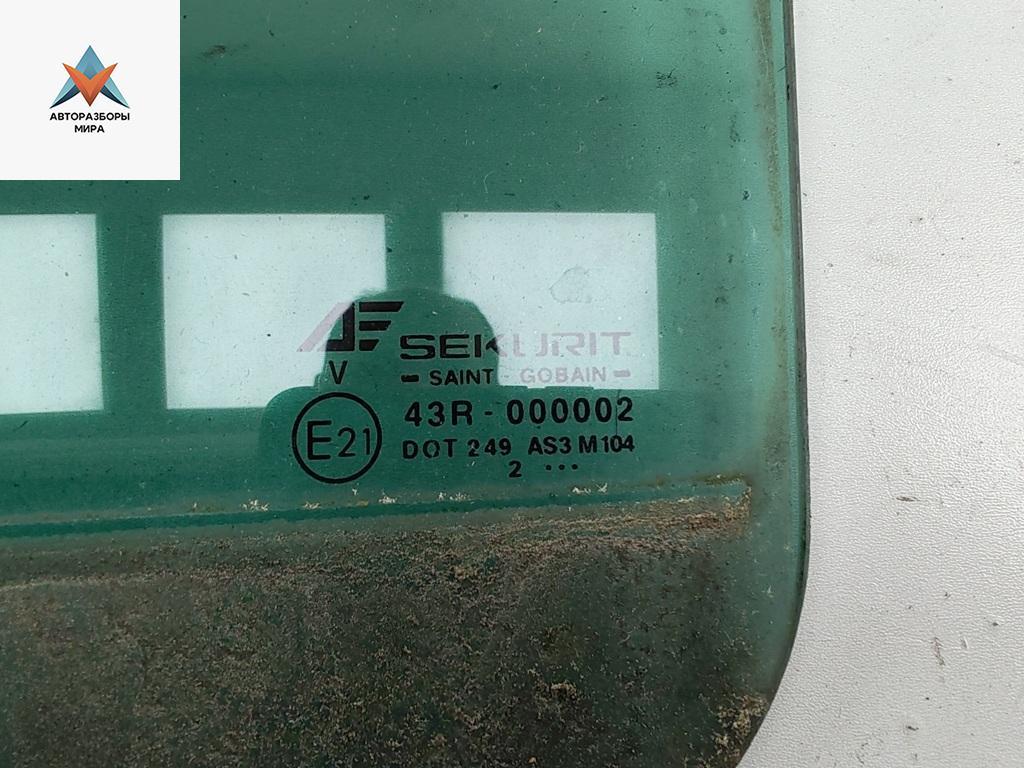 АВТОРАЗБОРЫ
МИРА
SEKURIT
V
- SAINT - GOBAIN -
E21
43R - 000002
DOT 249 AS3 M104
2 ...